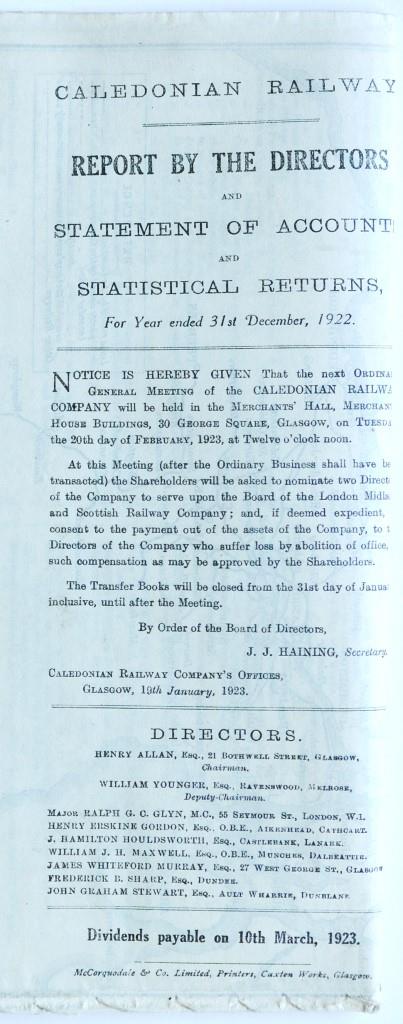 CALEDONIAN RAILWAY
REPORT BY THE DIRECTORS
AND
STATEMENT OF ACCOUNT
AND
STATISTICAL RETURNS,
For Year ended 31st December, 1922.
NOTICE IS HEREBY GIVEN That the next ORDINA
GENERAL MEETING of the CALEDONIAN RAILWA
COMPANY will be held in the MERCHANTS' HALL, MERCHAN
HOUSE BUILDINGS, 30 GEORGE SQUARE, GLASGOW, on TUESDA
the 20th day of FEBRUARY, 1923, at Twelve o'clock noon.
At this Meeting (after the Ordinary Business shall have be
transacted) the Shareholders will be asked to nominate two Direct
of the Company to serve upon the Board of the London Midla
and Scottish Railway Company; and, if deemed expedient,
consent to the payment out of the assets of the Company, to t
Directors of the Company who suffer loss by abolition of office,
such compensation as may be approved by the Shareholders.
The Transfer Books will be closed from the 31st day of Janua
inclusive, until after the Meeting.
By Order of the Board of Directors,
J. J. HAINING, Secretary.
CALEDONIAN RAILWAY COMPANY'S OFFICES,
GLASGOW, 19th January, 1923.
DIRECTORS.
HENRY ALLAN, ESQ., 21 BOTHWELL STREET, GLASGOW,
Chairman.
WILLIAM YOUNGER, ESQ., RAVENSWOOD, MELROSE,
Deputy-Chairman.
MAJOR RALPH G. C. GLYN, M.C., 55 SEYMOUR ST., LONDON, W.1.
HENRY ERSKINE GORDON, ESQ., O.B.E., AIKENHEAD, CATHCART.
J. HAMILTON HOULDSWORTH, ESQ., CASTLEBANK, LANARK.
WILLIAM J. H. MAXWELL, ESQ., O.B.E., MUNCHES, DALBEATTIE.
JAMES WHITEFORD MURRAY, ESQ., 27 WEST GEORGE ST., GLASGOW
FREDERICK B. SHARP, ESQ., DUNDEE.
JOHN GRAHAM STEWART, ESQ., AULT WHARRIE, DUNBLANE.
Dividends payable on 10th March, 1923.
McCorquodale & Co. Limited, Printers, Caxton Works, Glasgow.